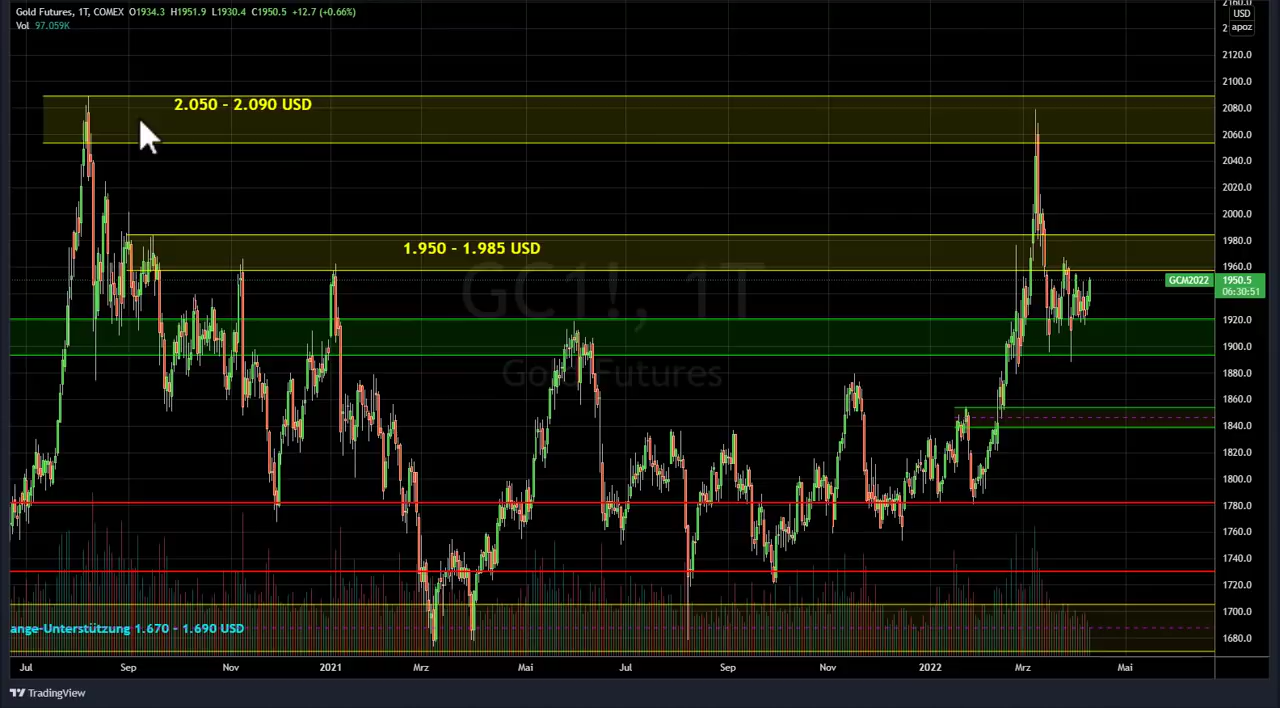 Gold Futures, 1T, COMEX O1934.3 H1951.9 L1930.4 C1950.5 +12.7 (+0.66%)
Vol 97.059K
USD
apoz
2120.0
2100.0
2.050 - 2.090 USD
2080.0
2060.0
2040.0
2020.0
2000.0
1.950 - 1.985 USD
1980.0
1960.0
GC1!, 1T
GCM2022 1950.5
06:30:51
1920.0
1900.0
Gold Futures
1880.0
1860.0
1840.0
1820.0
1800.0
1780.0
1760.0
1740.0
1720.0
1700.0
ange-Unterstützung 1.670 - 1.690 USD
1680.0
Jul Sep Nov 2021 Mrz Mai Jul Sep Nov 2022 Mrz Mai
TradingView